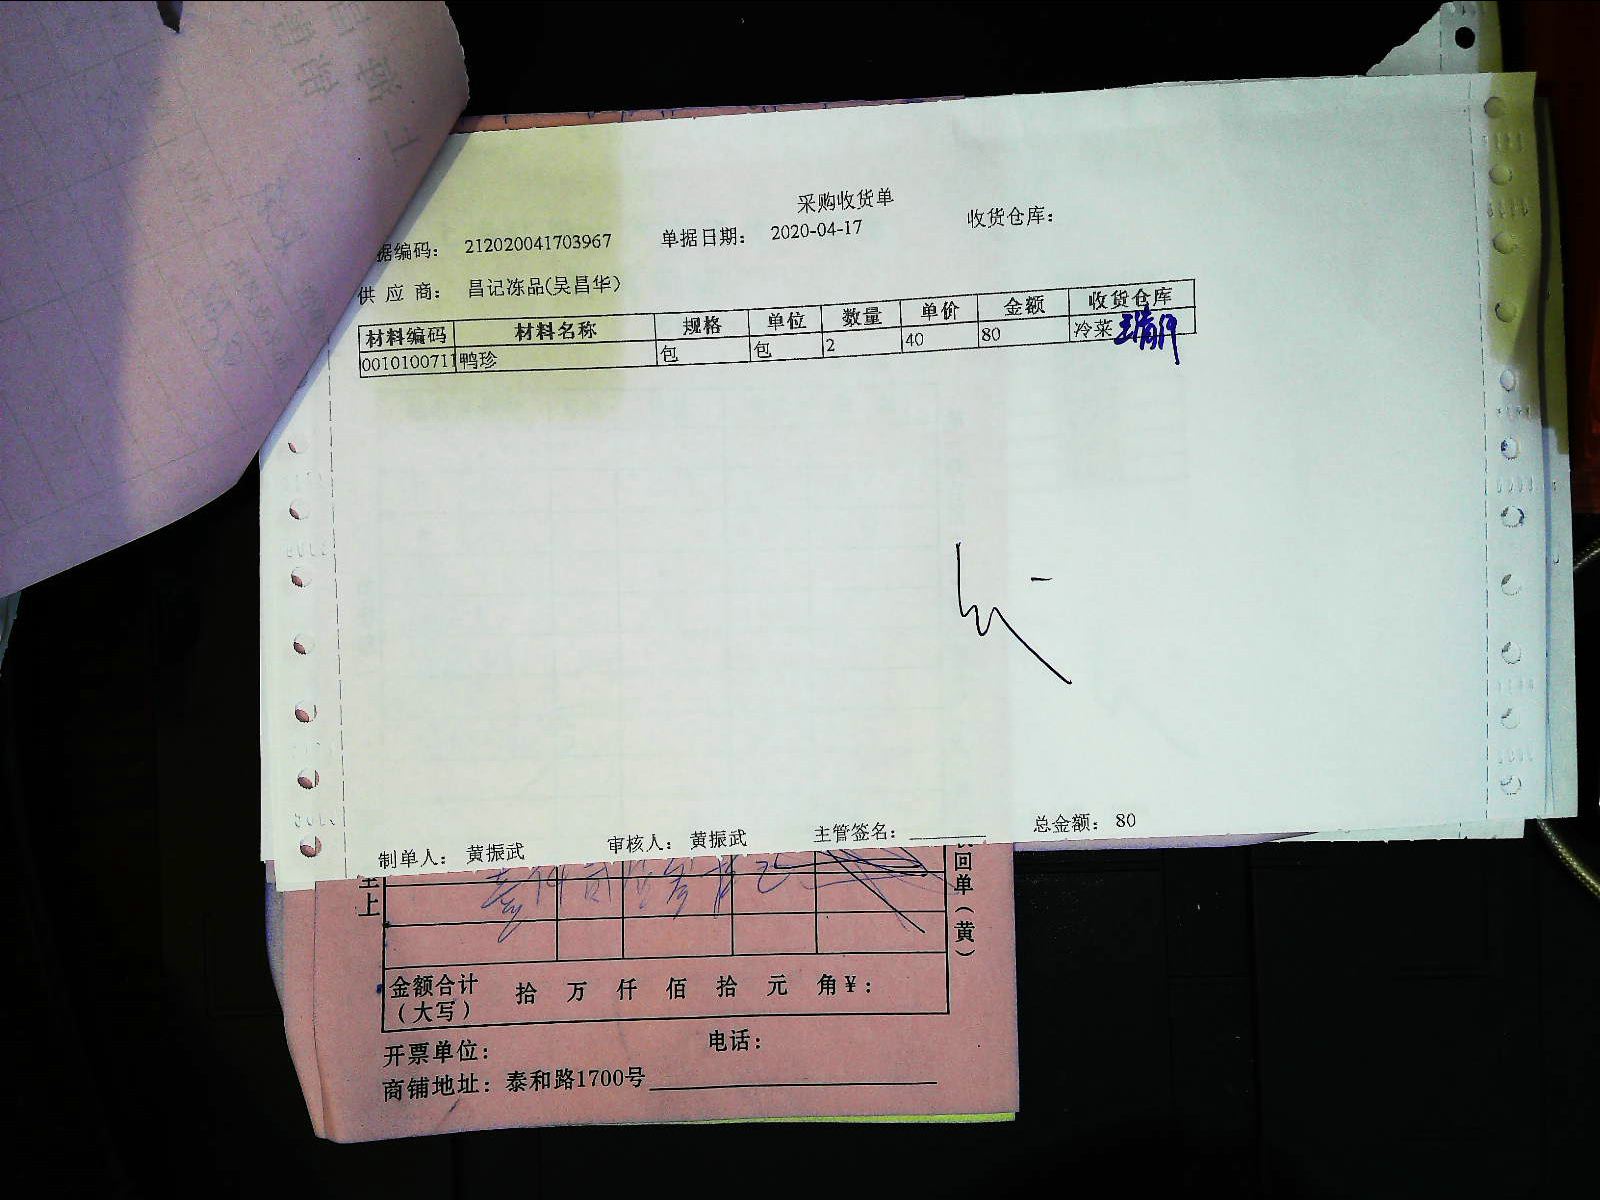 采购收货单
据编码： 212020041703967 单据日期： 2020-04-17 收货仓库：
供 应 商： 昌记冻品(吴昌华)
材料编码 材料名称 规格 单位 数量 单价 金额 收货仓库
0010100711 鸭珍 包 包 2 40 80 冷菜
制单人： 黄振武 审核人： 黄振武 主管签名： 总金额： 80
上
回单（黄）
金额合计（大写） 拾 万 仟 佰 拾 元 角 ¥：
开票单位： 电话：
商铺地址： 泰和路1700号